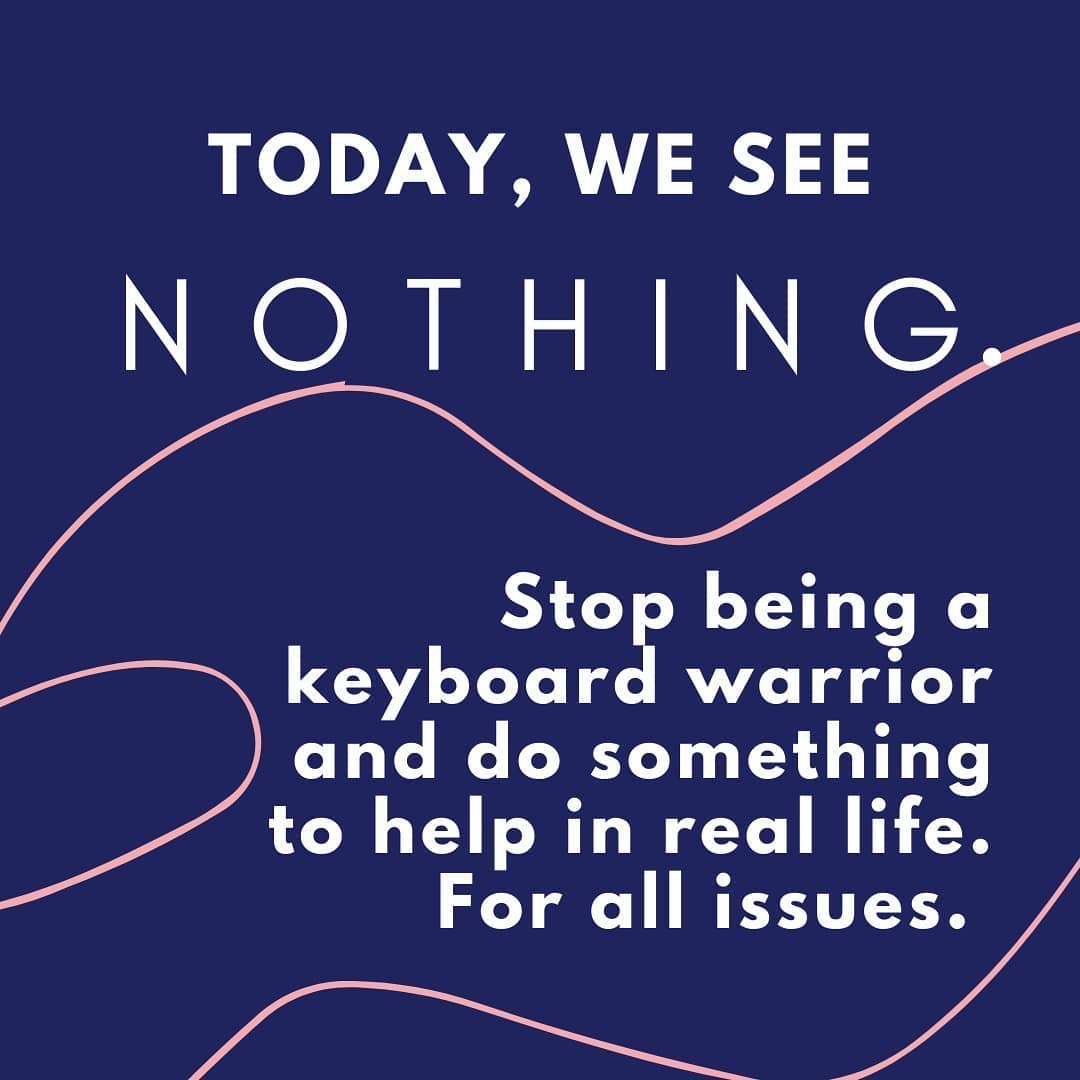 TODAY, WE SEE
NOTHING.
Stop being a
keyboard warrior
and do something
to help in real life.
For all issues.